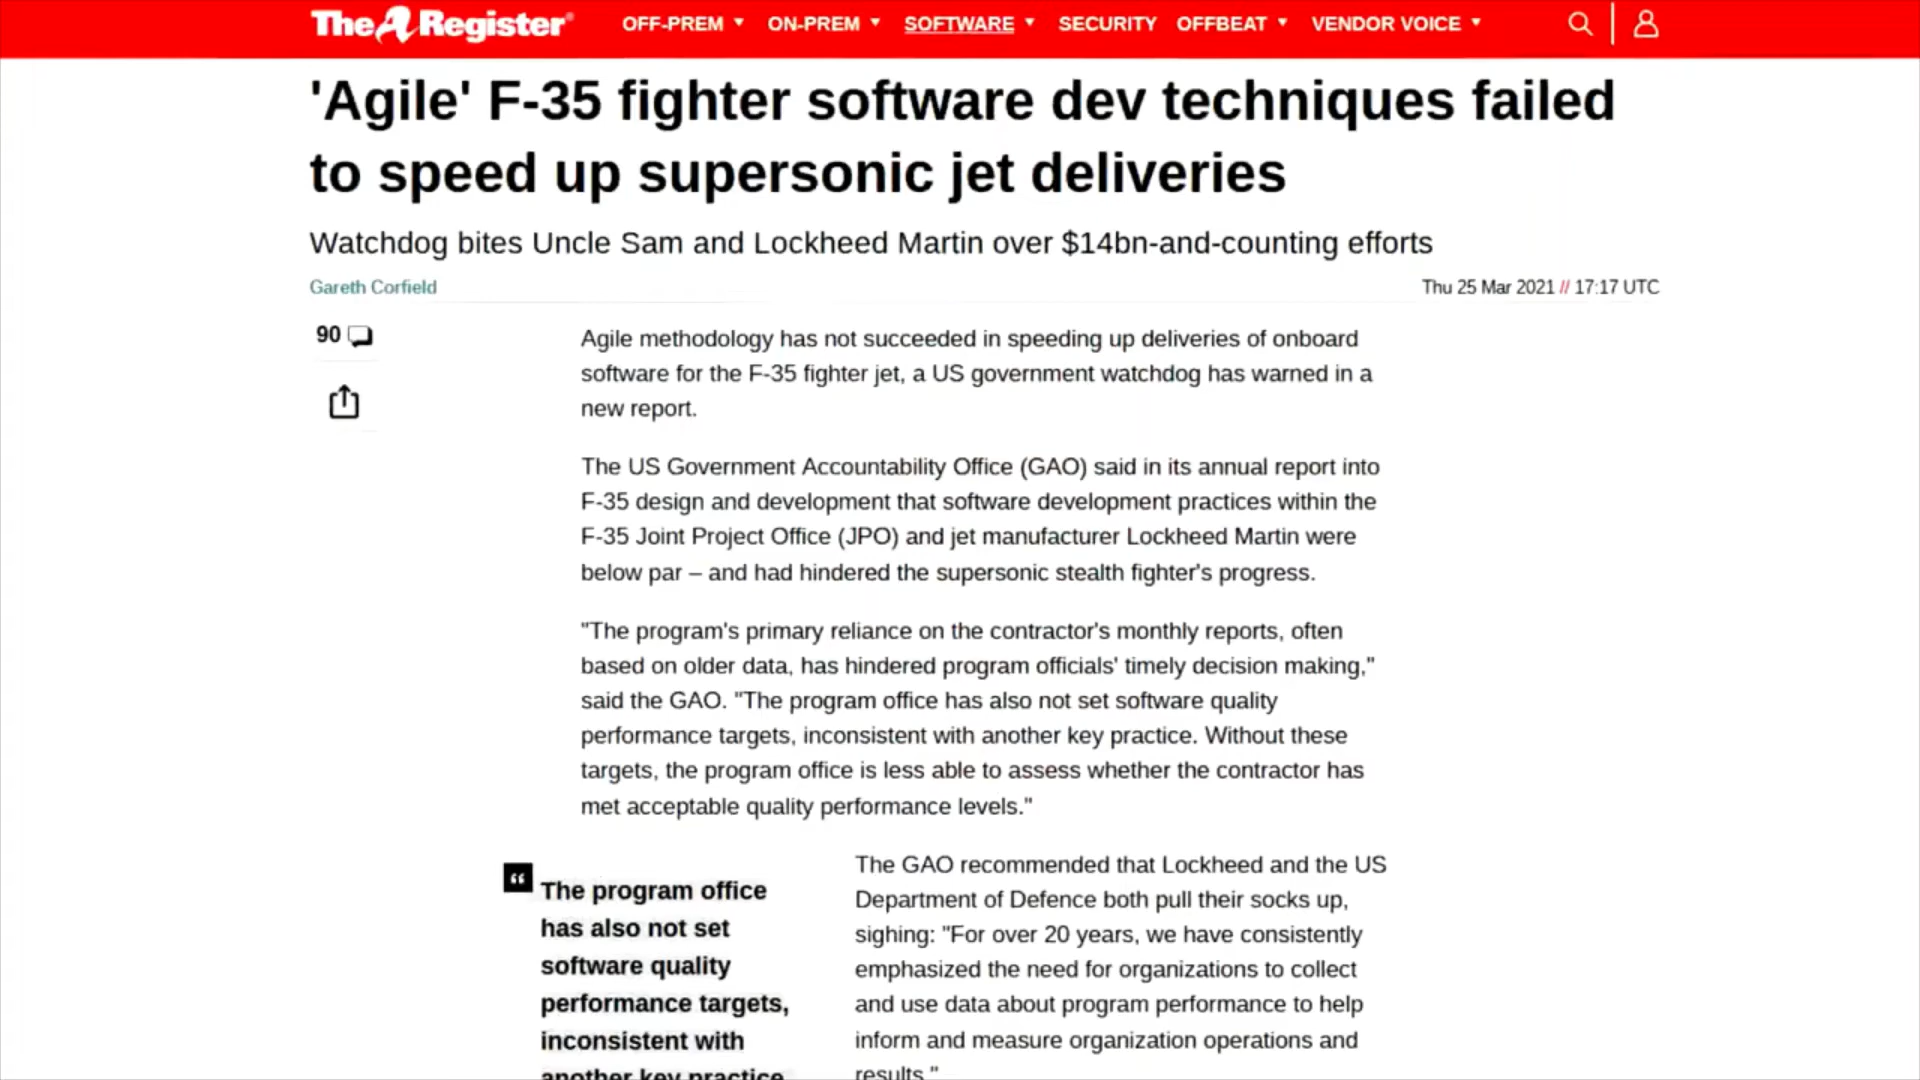 The Register
OFF-PREM ON-PREM SOFTWARE SECURITY OFFBEAT VENDOR VOICE
'Agile' F-35 fighter software dev techniques failed
to speed up supersonic jet deliveries
Watchdog bites Uncle Sam and Lockheed Martin over $14bn-and-counting efforts
Gareth Corfield
Thu 25 Mar 2021 // 17:17 UTC
90
Agile methodology has not succeeded in speeding up deliveries of onboard
software for the F-35 fighter jet, a US government watchdog has warned in a
new report.
The US Government Accountability Office (GAO) said in its annual report into
F-35 design and development that software development practices within the
F-35 Joint Project Office (JPO) and jet manufacturer Lockheed Martin were
below par – and had hindered the supersonic stealth fighter's progress.
"The program's primary reliance on the contractor's monthly reports, often
based on older data, has hindered program officials' timely decision making,"
said the GAO. "The program office has also not set software quality
performance targets, inconsistent with another key practice. Without these
targets, the program office is less able to assess whether the contractor has
met acceptable quality performance levels."
“
The program office
has also not set
software quality
performance targets,
inconsistent with
another key practice
The GAO recommended that Lockheed and the US
Department of Defence both pull their socks up,
sighing: "For over 20 years, we have consistently
emphasized the need for organizations to collect
and use data about program performance to help
inform and measure organization operations and
results."